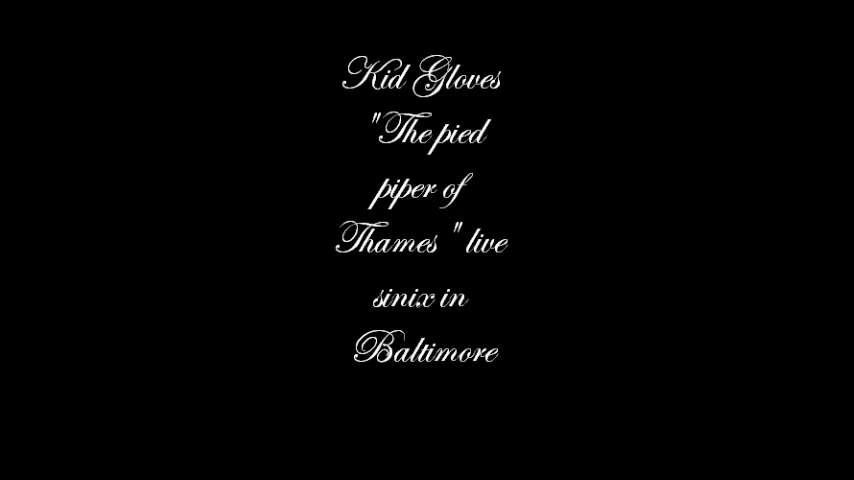 Kid Gloves
"The pied
piper of
Thames " live
sinix in
Baltimore